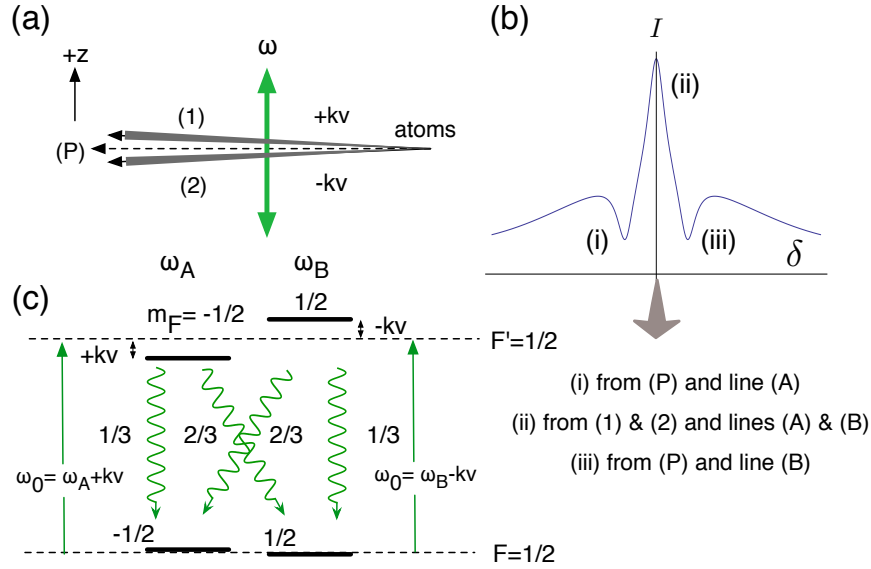 (a)
ω
+z
(1)
+kv
atoms
(P)
(2)
-kv
(b)
I
(ii)
(i)
(iii)
δ
(i) from (P) and line (A)
(ii) from (1) & (2) and lines (A) & (B)
(iii) from (P) and line (B)
(c)
ω_A
ω_B
m_F= -1/2
1/2
-kv
F'=1/2
+kv
1/3
2/3
2/3
1/3
ω_0= ω_A+kv
ω_0= ω_B-kv
-1/2
1/2
F=1/2